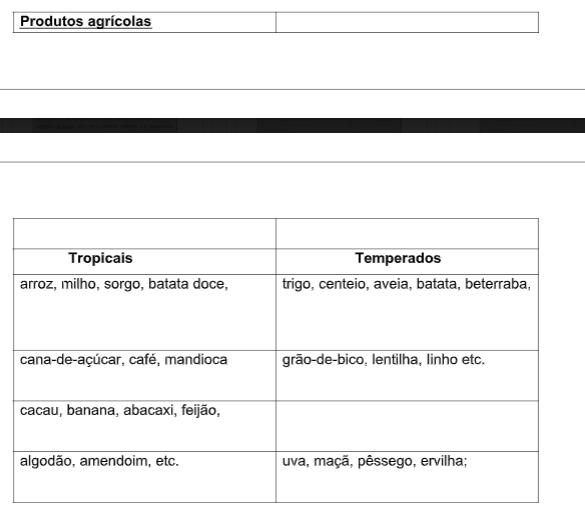 Produtos agrícolas
Tropicais Temperados
arroz, milho, sorgo, batata doce, trigo, centeio, aveia, batata, beterraba,
cana-de-açúcar, café, mandioca grão-de-bico, lentilha, linho etc.
cacau, banana, abacaxi, feijão,
algodão, amendoim, etc. uva, maçã, pêssego, ervilha;